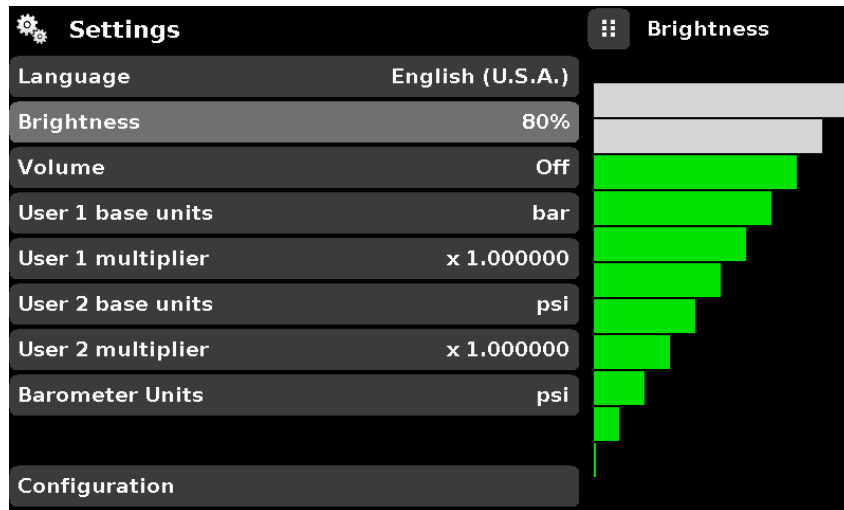 Settings
Language English (U.S.A.)
Brightness 80%
Volume Off
User 1 base units bar
User 1 multiplier x 1.000000
User 2 base units psi
User 2 multiplier x 1.000000
Barometer Units psi
Configuration
Brightness